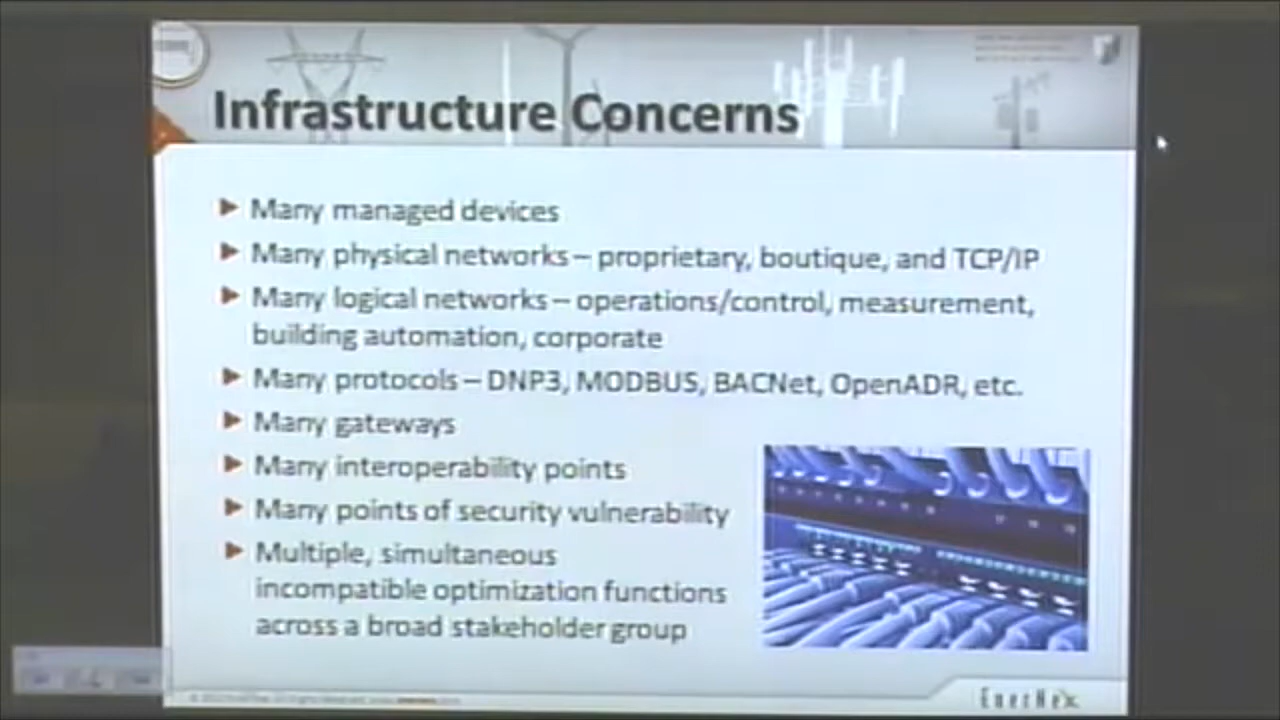 Infrastructure Concerns
Many managed devices
Many physical networks – proprietary, boutique, and TCP/IP
Many logical networks – operations/control, measurement,
building automation, corporate
Many protocols – DNP3, MODBUS, BACNet, OpenADR, etc.
Many gateways
Many interoperability points
Many points of security vulnerability
Multiple, simultaneous
incompatible optimization functions
across a broad stakeholder group
EnerNex